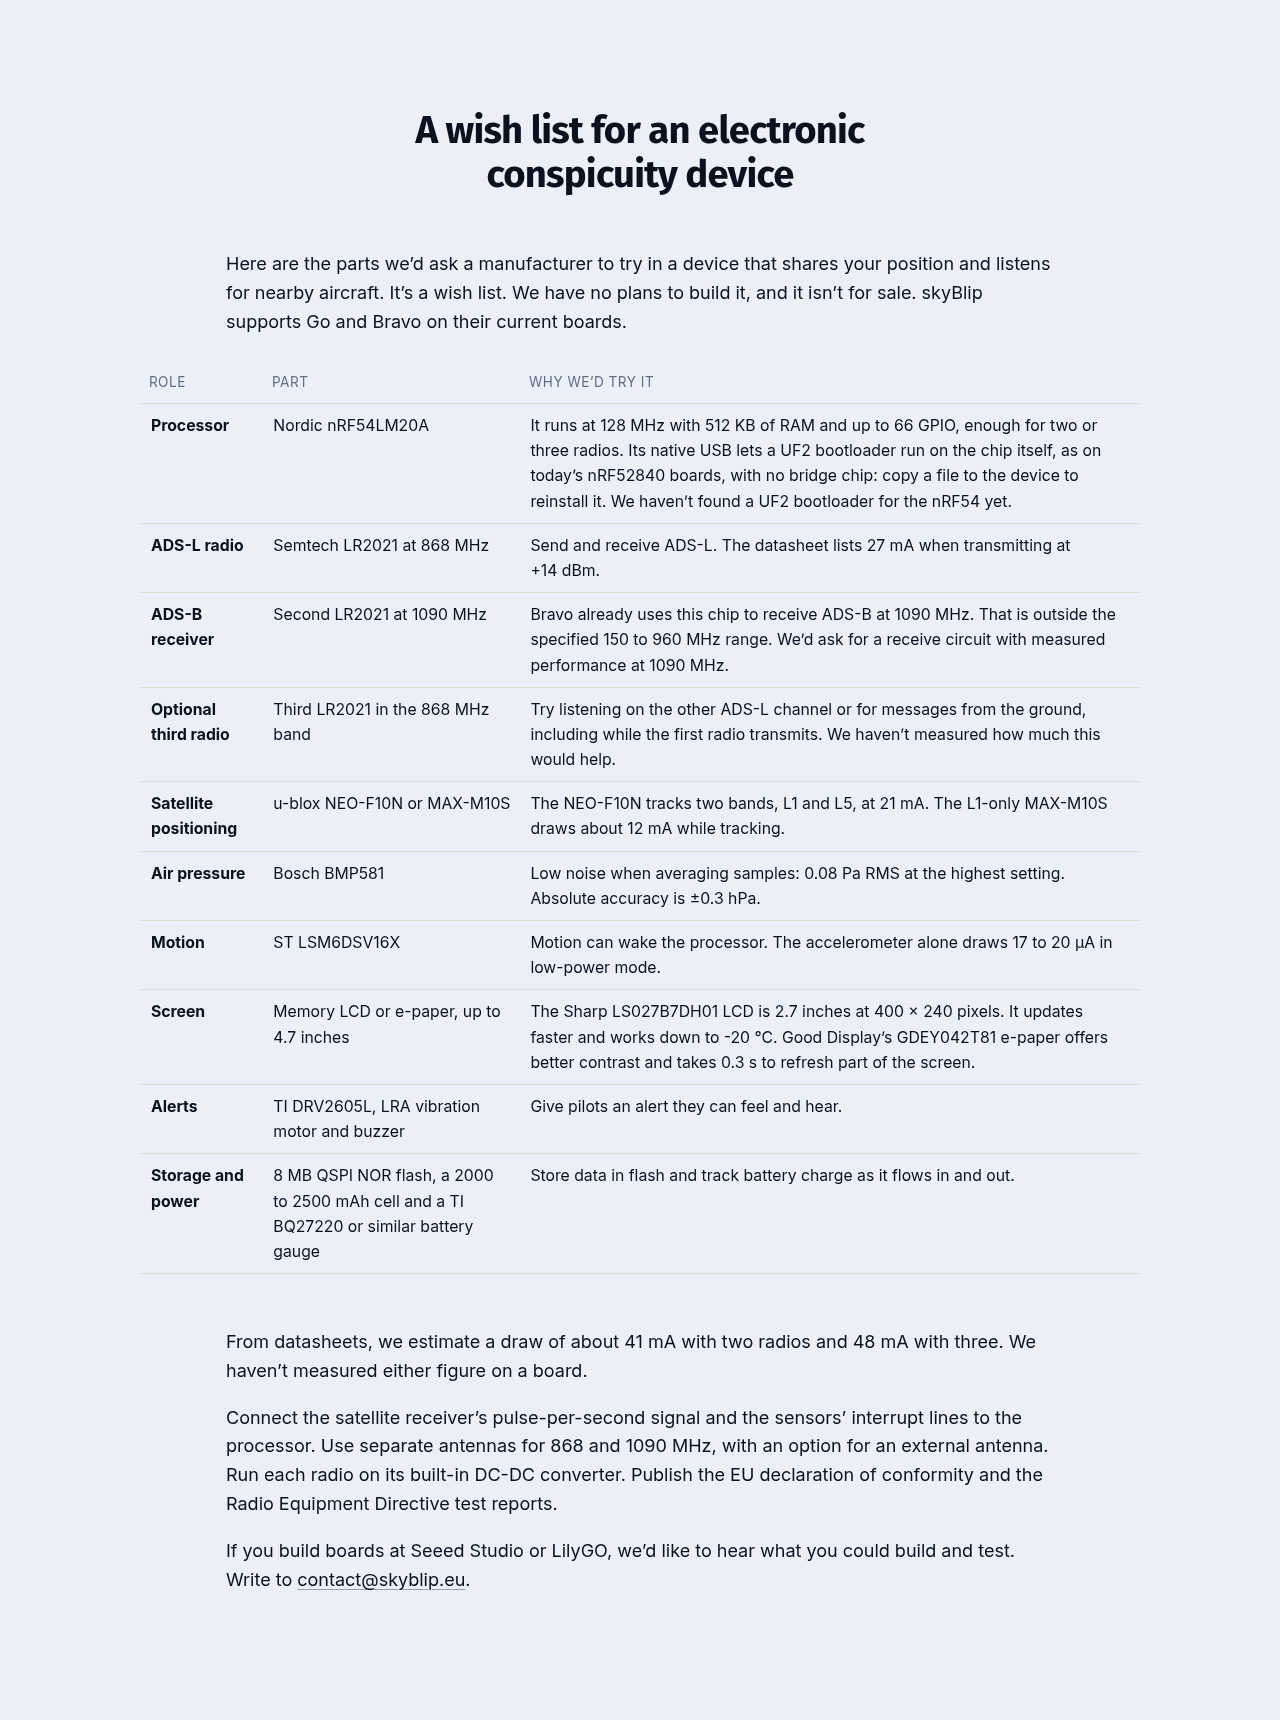 A wish list for an electronic
conspicuity device
Here are the parts we’d ask a manufacturer to try in a device that shares your position and listens
for nearby aircraft. It’s a wish list. We have no plans to build it, and it isn’t for sale. skyBlip
supports Go and Bravo on their current boards.
ROLE PART WHY WE’D TRY IT
Processor Nordic nRF54LM20A It runs at 128 MHz with 512 KB of RAM and up to 66 GPIO, enough for two or
three radios. Its native USB lets a UF2 bootloader run on the chip itself, as on
today’s nRF52840 boards, with no bridge chip: copy a file to the device to
reinstall it. We haven’t found a UF2 bootloader for the nRF54 yet.
ADS-L radio Semtech LR2021 at 868 MHz Send and receive ADS-L. The datasheet lists 27 mA when transmitting at
+14 dBm.
ADS-B Second LR2021 at 1090 MHz Bravo already uses this chip to receive ADS-B at 1090 MHz. That is outside the
receiver specified 150 to 960 MHz range. We’d ask for a receive circuit with measured
performance at 1090 MHz.
Optional Third LR2021 in the 868 MHz Try listening on the other ADS-L channel or for messages from the ground,
third radio band including while the first radio transmits. We haven’t measured how much this
would help.
Satellite u-blox NEO-F10N or MAX-M10S The NEO-F10N tracks two bands, L1 and L5, at 21 mA. The L1-only MAX-M10S
positioning draws about 12 mA while tracking.
Air pressure Bosch BMP581 Low noise when averaging samples: 0.08 Pa RMS at the highest setting.
Absolute accuracy is ±0.3 hPa.
Motion ST LSM6DSV16X Motion can wake the processor. The accelerometer alone draws 17 to 20 µA in
low-power mode.
Screen Memory LCD or e-paper, up to The Sharp LS027B7DH01 LCD is 2.7 inches at 400 × 240 pixels. It updates
4.7 inches faster and works down to -20 °C. Good Display’s GDEY042T81 e-paper offers
better contrast and takes 0.3 s to refresh part of the screen.
Alerts TI DRV2605L, LRA vibration Give pilots an alert they can feel and hear.
motor and buzzer
Storage and 8 MB QSPI NOR flash, a 2000 Store data in flash and track battery charge as it flows in and out.
power to 2500 mAh cell and a TI
BQ27220 or similar battery
gauge
From datasheets, we estimate a draw of about 41 mA with two radios and 48 mA with three. We
haven’t measured either figure on a board.
Connect the satellite receiver’s pulse-per-second signal and the sensors’ interrupt lines to the
processor. Use separate antennas for 868 and 1090 MHz, with an option for an external antenna.
Run each radio on its built-in DC-DC converter. Publish the EU declaration of conformity and the
Radio Equipment Directive test reports.
If you build boards at Seeed Studio or LilyGO, we’d like to hear what you could build and test.
Write to contact@skyblip.eu.